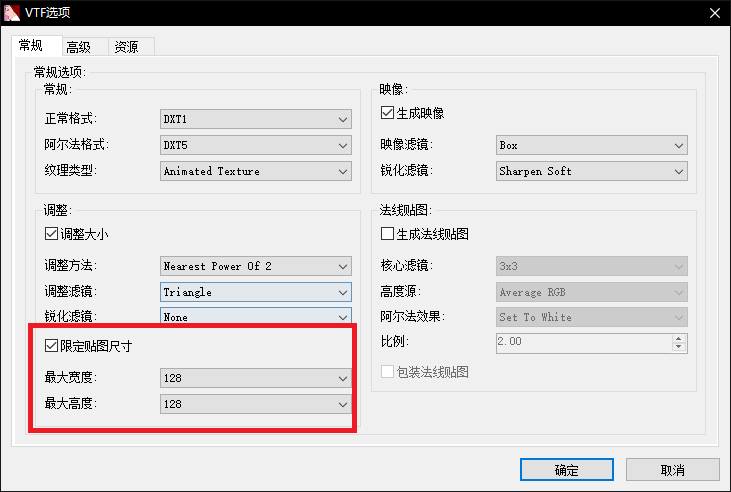 VTF选项
常规
高级
资源
常规选项:
常规:
正常格式:
DXT1
阿尔法格式:
DXT5
纹理类型:
Animated Texture
调整:
调整大小
调整方法:
Nearest Power Of 2
调整滤镜:
Triangle
锐化滤镜:
None
限定贴图尺寸
最大宽度:
128
最大高度:
128
映像:
生成映像
映像滤镜:
Box
锐化滤镜:
Sharpen Soft
法线贴图:
生成法线贴图
核心滤镜:
3x3
高度源:
Average RGB
阿尔法效果:
Set To White
比例:
2.00
包装法线贴图
确定
取消